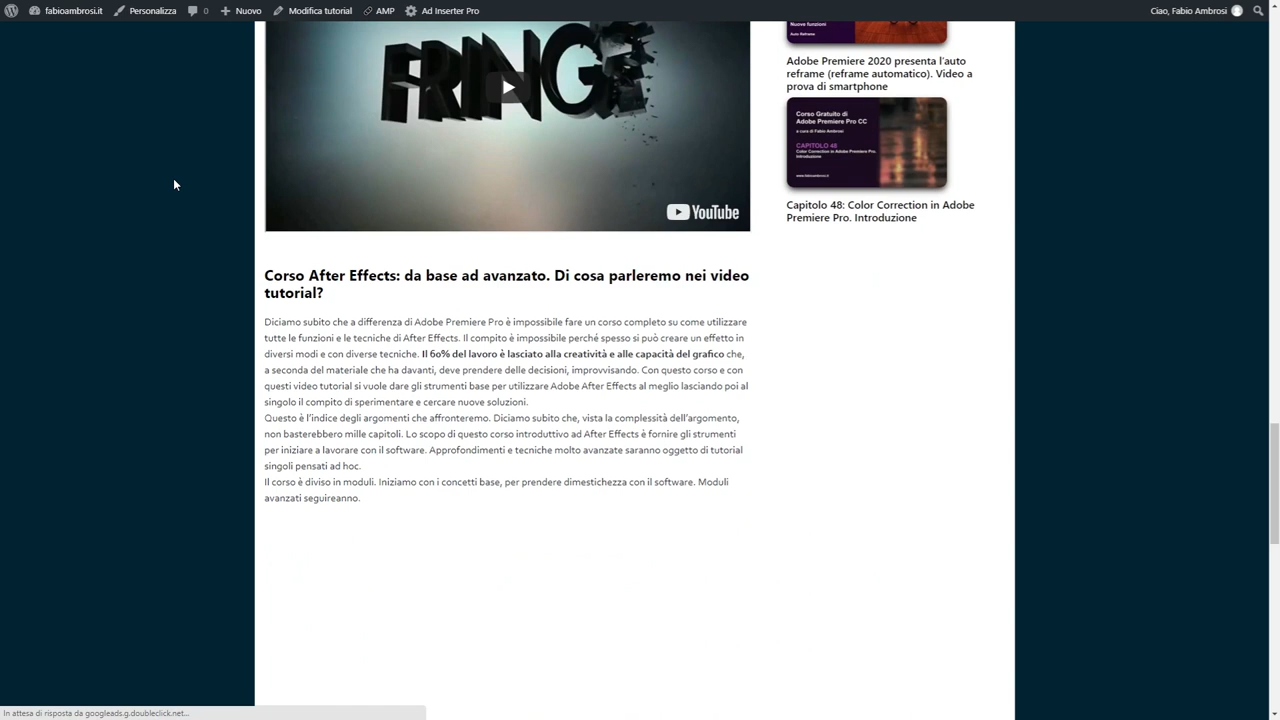 fabioambrosi.it Personalizza 0 Nuovo Modifica tutorial AMP Ad Inserter Pro Ciao, Fabio Ambrosi
FRINGE
YouTube
Nuove funzioni
Auto Reframe
Adobe Premiere 2020 presenta l'auto
reframe (reframe automatico). Video a
prova di smartphone
Corso Gratuito di
Adobe Premiere Pro CC
a cura di Fabio Ambrosi
CAPITOLO 48
Color Correction in Adobe Premiere Pro.
Introduzione
www.fabioambrosi.it
Capitolo 48: Color Correction in Adobe
Premiere Pro. Introduzione
Corso After Effects: da base ad avanzato. Di cosa parleremo nei video
tutorial?
Diciamo subito che a differenza di Adobe Premiere Pro è impossibile fare un corso completo su come utilizzare
tutte le funzioni e le tecniche di After Effects. Il compito è impossibile perché spesso si può creare un effetto in
diversi modi e con diverse tecniche. Il 60% del lavoro è lasciato alla creatività e alle capacità del grafico che,
a seconda del materiale che ha davanti, deve prendere delle decisioni, improvvisando. Con questo corso e con
questi video tutorial si vuole dare gli strumenti base per utilizzare Adobe After Effects al meglio lasciando poi al
singolo il compito di sperimentare e cercare nuove soluzioni.
Questo è l'indice degli argomenti che affronteremo. Diciamo subito che, vista la complessità dell'argomento,
non basterebbero mille capitoli. Lo scopo di questo corso introduttivo ad After Effects è fornire gli strumenti
per iniziare a lavorare con il software. Approfondimenti e tecniche molto avanzate saranno oggetto di tutorial
singoli pensati ad hoc.
Il corso è diviso in moduli. Iniziamo con i concetti base, per prendere dimestichezza con il software. Moduli
avanzati seguireanno.
In attesa di risposta da googleads.g.doubleclick.net...